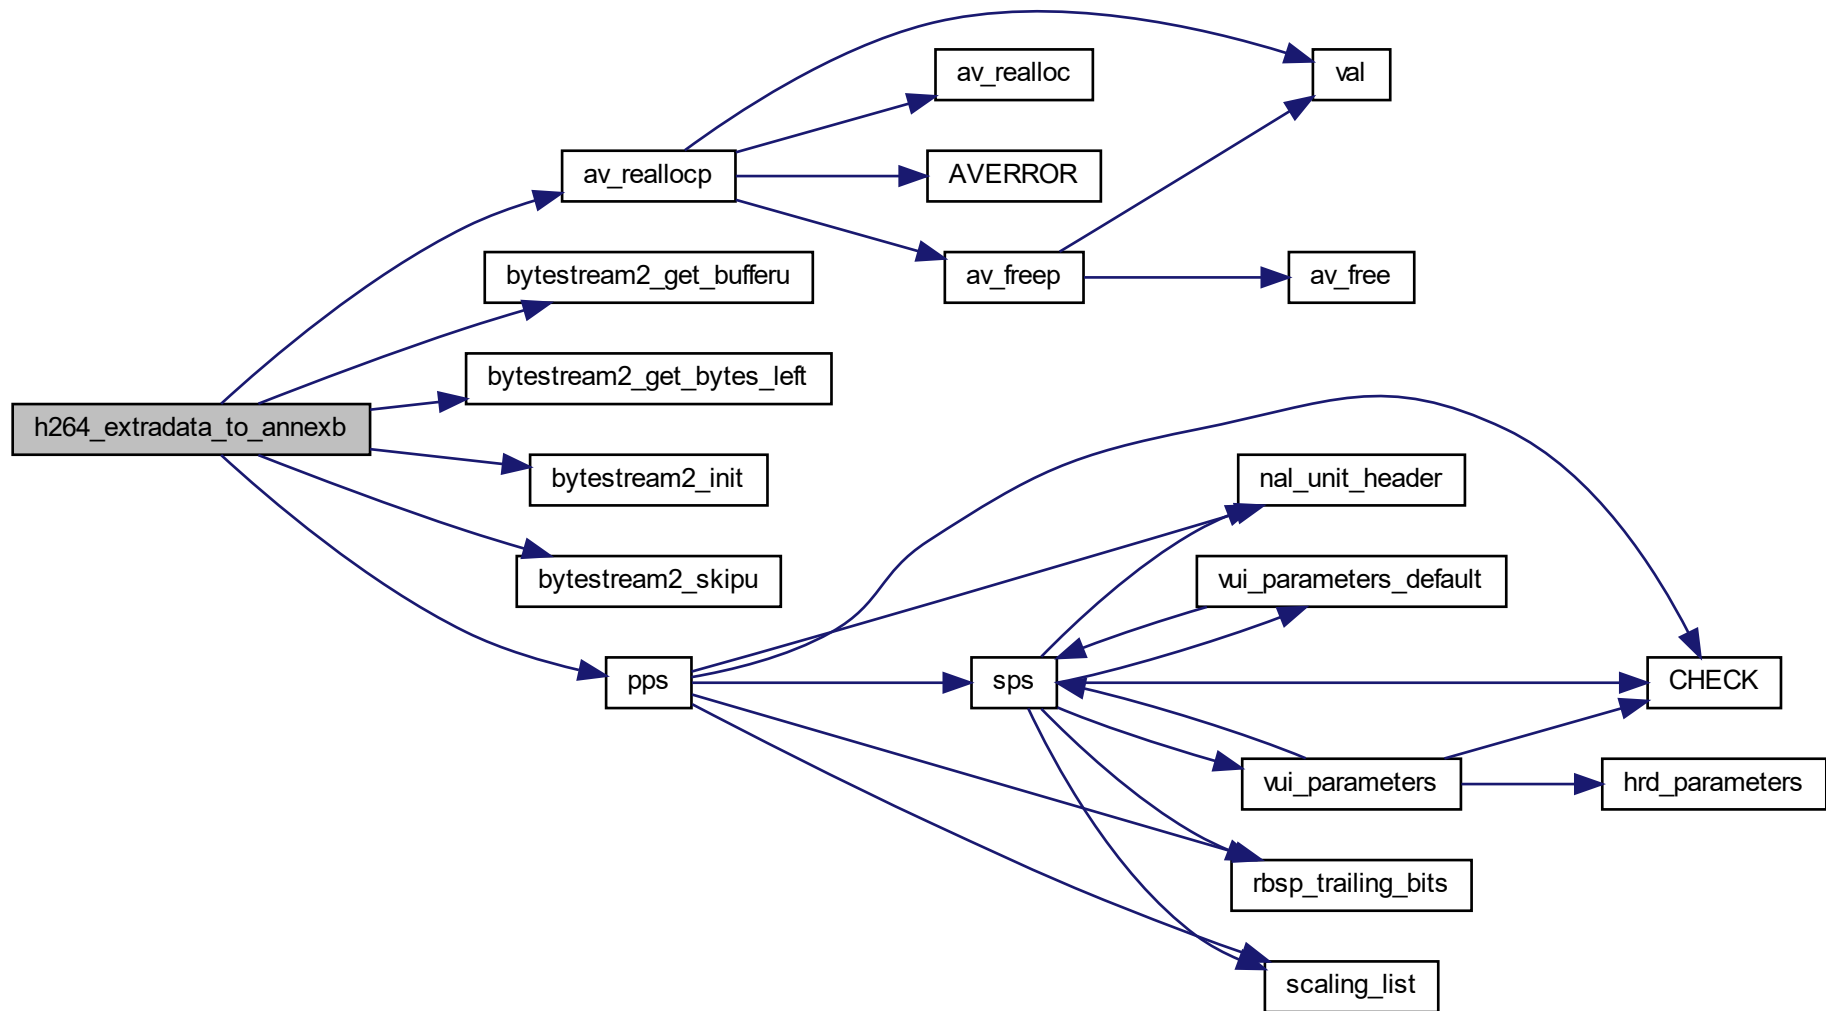 val
av_realloc
av_reallocp
AVERROR
bytestream2_get_bufferu
av_freep
av_free
bytestream2_get_bytes_left
h264_extradata_to_annexb
bytestream2_init
nal_unit_header
bytestream2_skipu
vui_parameters_default
pps
sps
CHECK
vui_parameters
hrd_parameters
rbsp_trailing_bits
scaling_list